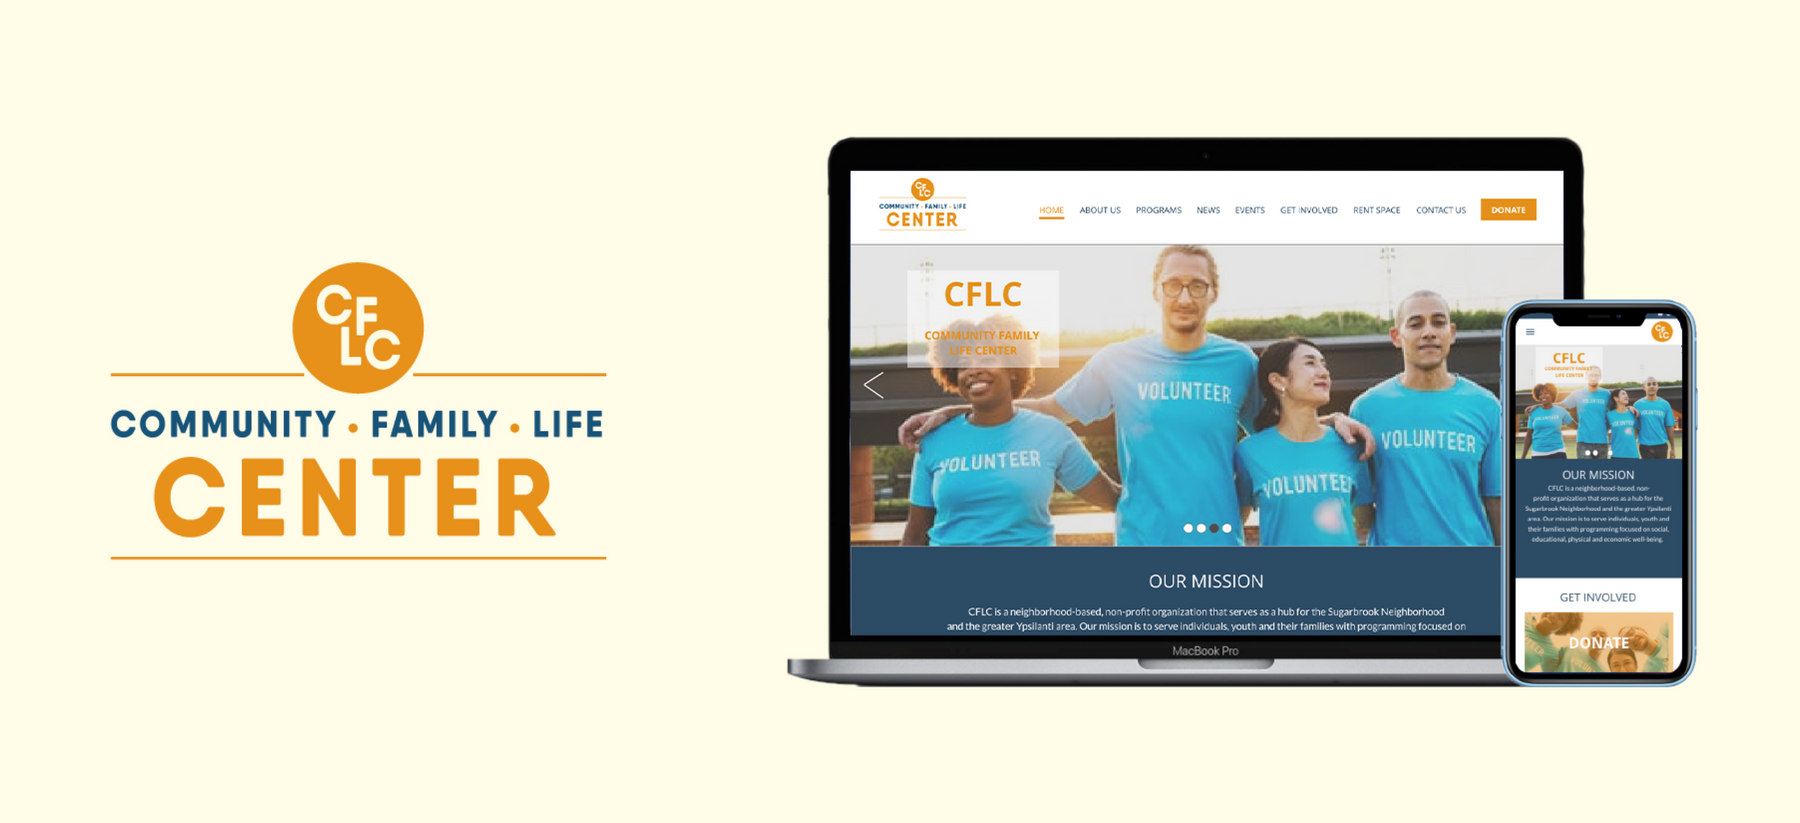 CFLC
COMMUNITY • FAMILY • LIFE
CENTER
CFLC
COMMUNITY • FAMILY • LIFE
CENTER
HOME ABOUT US PROGRAMS NEWS EVENTS GET INVOLVED RENT SPACE CONTACT US DONATE
CFLC
COMMUNITY FAMILY
LIFE CENTER
VOLUNTEER
VOLUNTEER
VOLUNTEER
VOLUNTEER
OUR MISSION
CFLC is a neighborhood-based, non-profit organization that serves as a hub for the Sugarbrook Neighborhood
and the greater Ypsilanti area. Our mission is to serve individuals, youth and their families with programming focused on
MacBook Pro
CFLC
CFLC
COMMUNITY FAMILY
LIFE CENTER
VOLUNTEER
VOLUNTEER
VOLUNTEER
VOLUNTEER
OUR MISSION
CFLC is a neighborhood-based, non-
profit organization that serves as a hub for the
Sugarbrook Neighborhood and the greater Ypsilanti
area. Our mission is to serve individuals, youth and
their families with programming focused on social,
educational, physical and economic well-being.
GET INVOLVED
DONATE